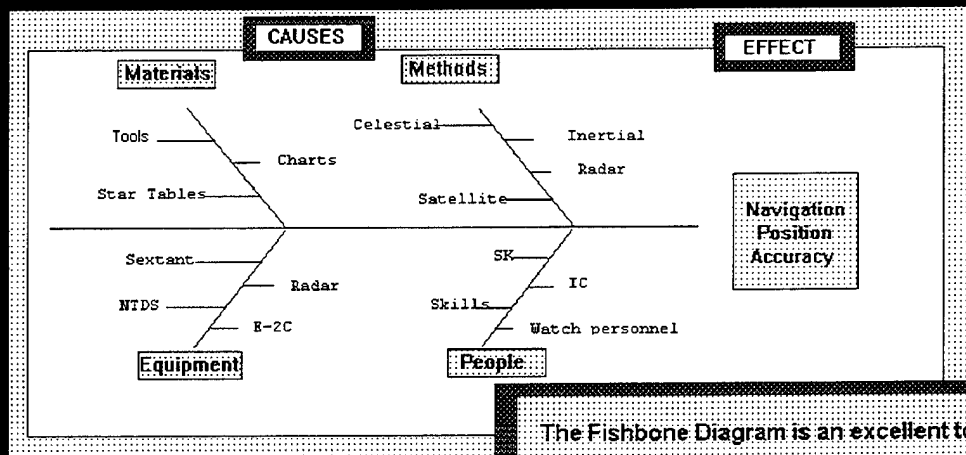 CAUSES
EFFECT
Materials
Methods
Tools
Charts
Star Tables
Celestial
Inertial
Radar
Satellite
Navigation
Position
Accuracy
Sextant
Radar
NTDS
E-2C
SK
IC
Skills
Watch personnel
Equipment
People
The Fishbone Diagram is an excellent to